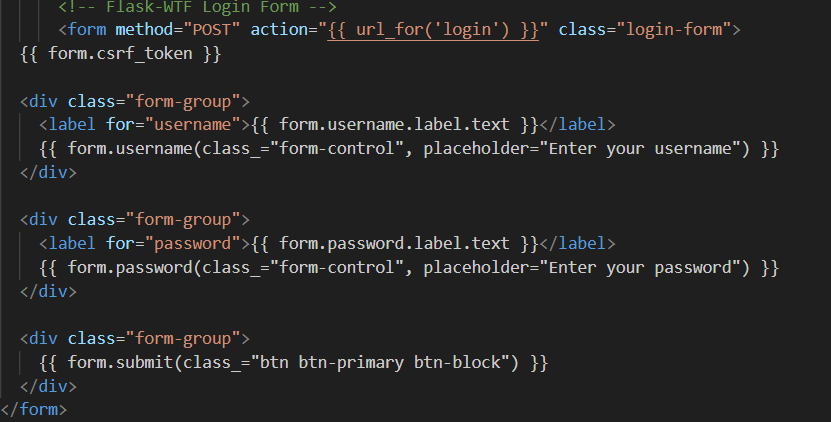 <!-- Flask-WTF Login Form -->
<form method="POST" action="{{ url_for('login') }}" class="login-form">
{{ form.csrf_token }}
<div class="form-group">
<label for="username">{{ form.username.label.text }}</label>
{{ form.username(class_="form-control", placeholder="Enter your username") }}
</div>
<div class="form-group">
<label for="password">{{ form.password.label.text }}</label>
{{ form.password(class_="form-control", placeholder="Enter your password") }}
</div>
<div class="form-group">
{{ form.submit(class_="btn btn-primary btn-block") }}
</div>
</form>